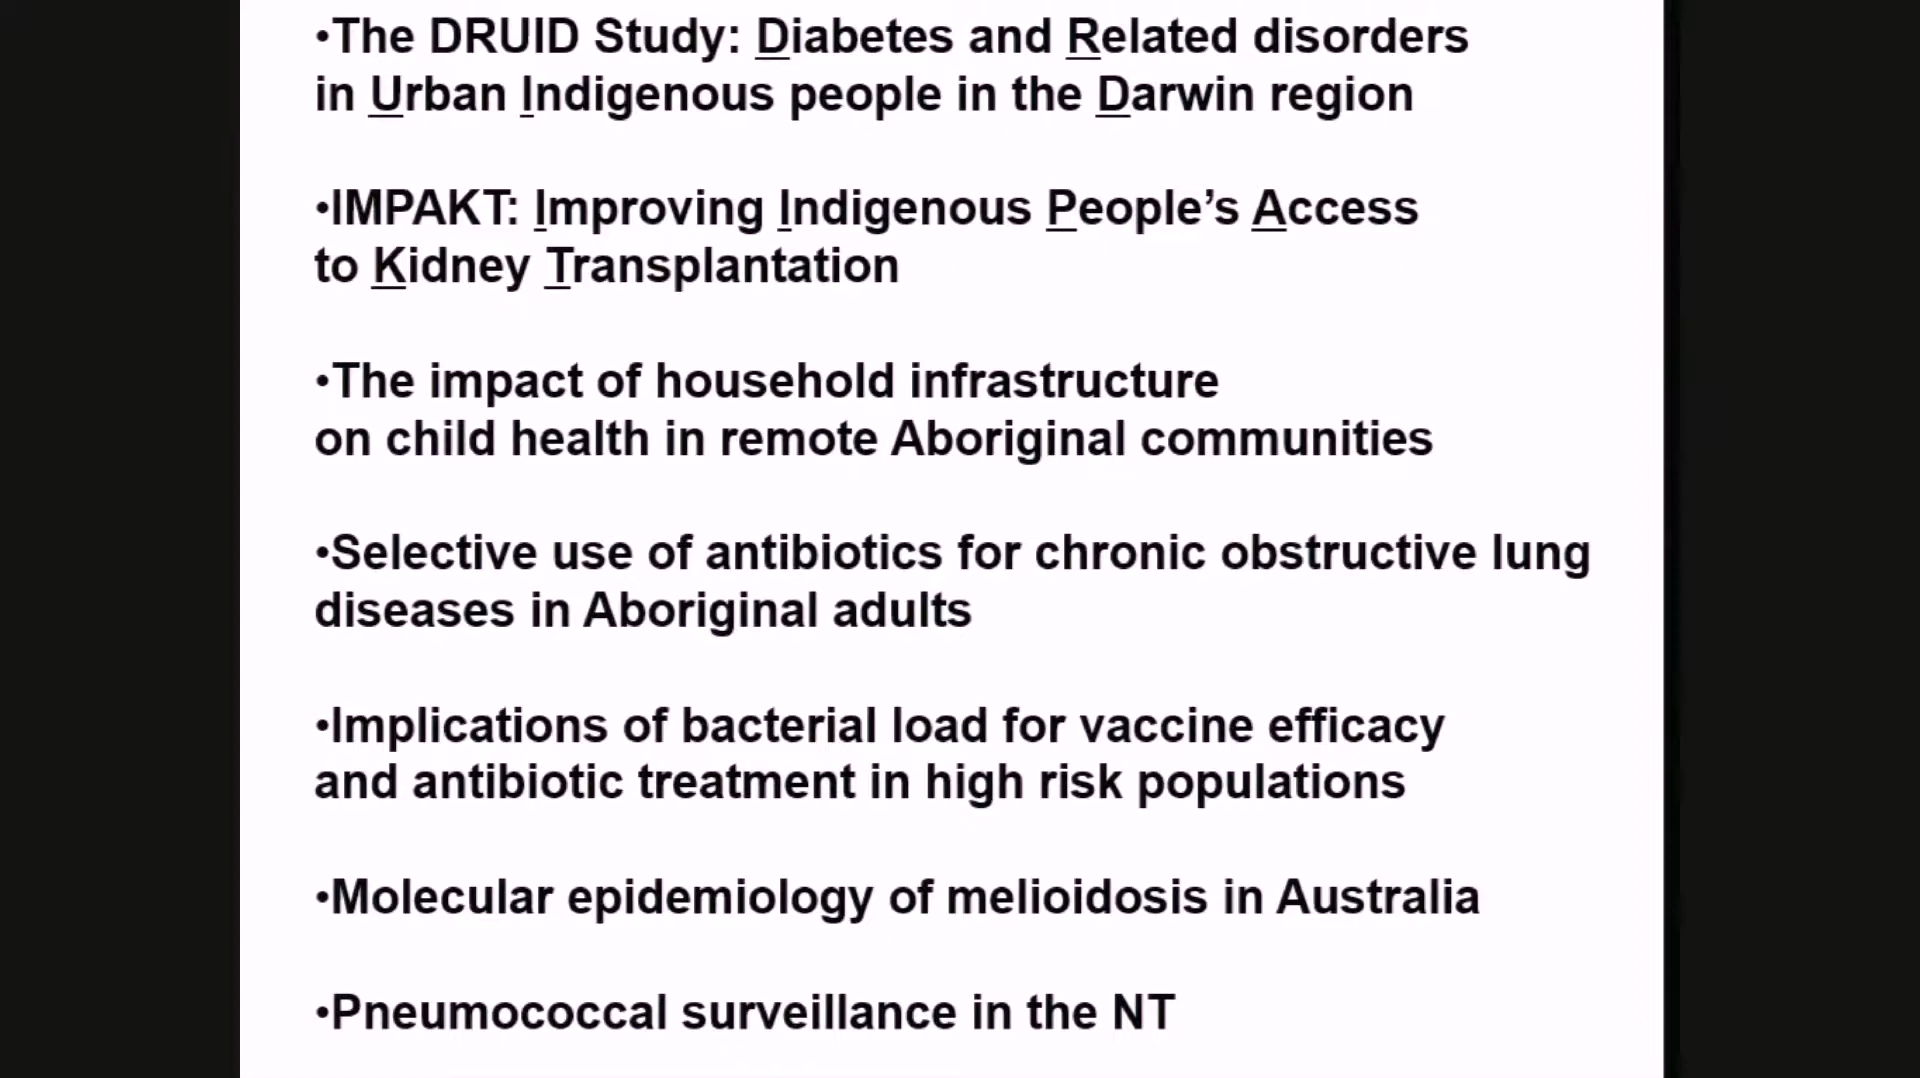 •The DRUID Study: Diabetes and Related disorders
in Urban Indigenous people in the Darwin region
•IMPAKT: Improving Indigenous People’s Access
to Kidney Transplantation
•The impact of household infrastructure
on child health in remote Aboriginal communities
•Selective use of antibiotics for chronic obstructive lung
diseases in Aboriginal adults
•Implications of bacterial load for vaccine efficacy
and antibiotic treatment in high risk populations
•Molecular epidemiology of melioidosis in Australia
•Pneumococcal surveillance in the NT